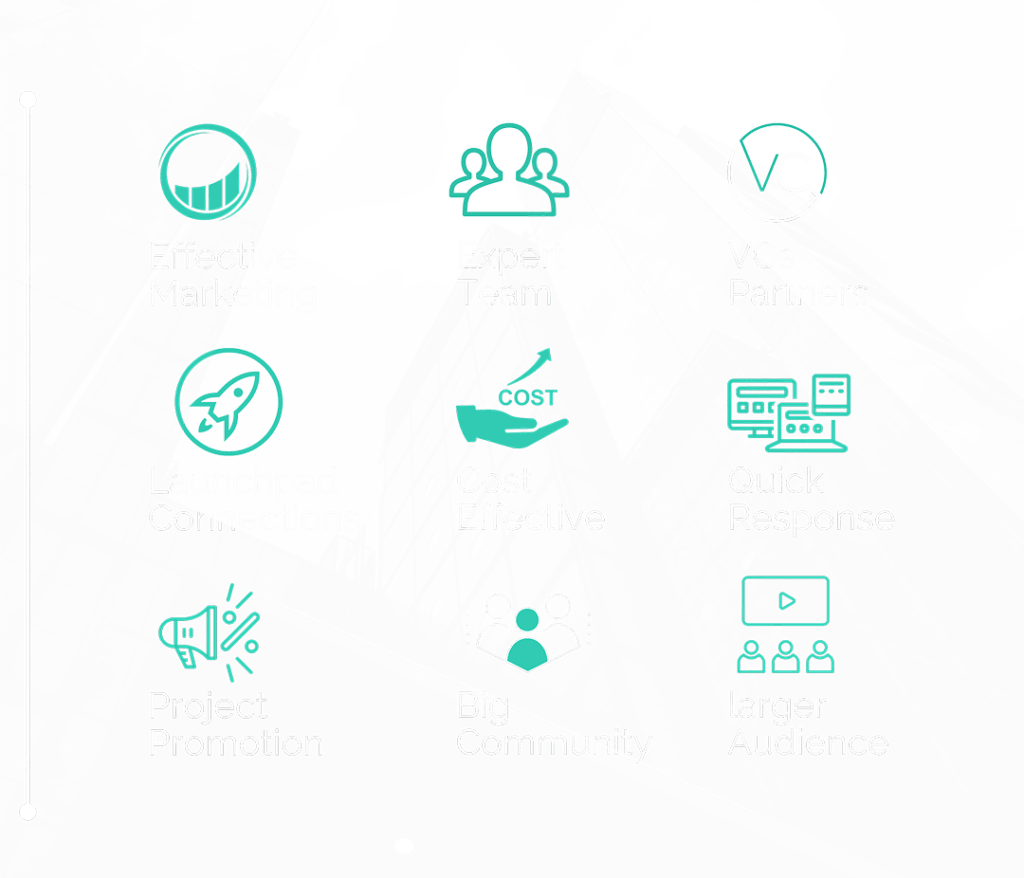 Effective
Marketing
Expert
Team
VCs
Partners
COST
Launchpad
Connections
Cost
Effective
Quick
Response
Project
Promotion
Big
Community
larger
Audience